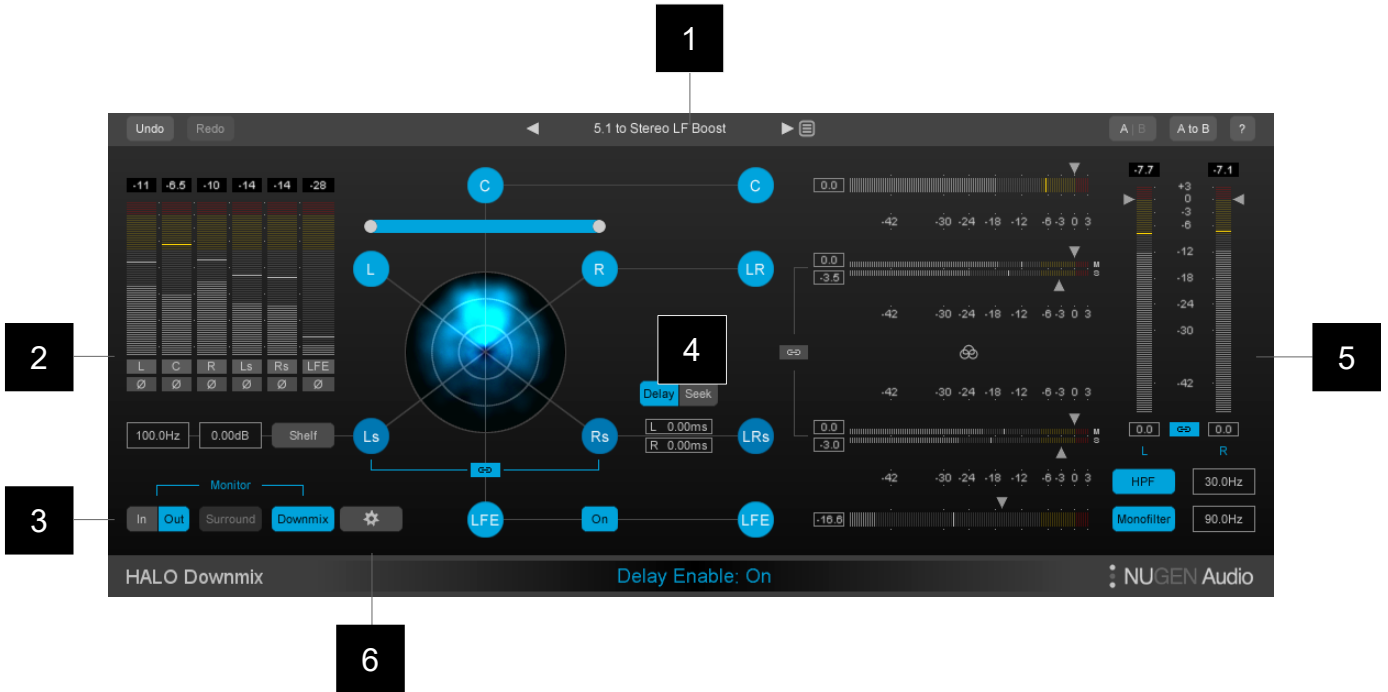 1
Undo Redo 5.1 to Stereo LF Boost A | B A to B ?
-11 -6.5 -10 -14 -14 -28
C C
L R LR
L C R Ls Rs LFE
Ø Ø Ø Ø Ø Ø
100.0Hz 0.00dB Shelf
Ls Rs LRs
2
4
Delay Seek
L 0.00ms
R 0.00ms
0.0
-42 -30 -24 -18 -12 -6 -3 0 3
0.0 M
-3.5 S
-42 -30 -24 -18 -12 -6 -3 0 3
-42 -30 -24 -18 -12 -6 -3 0 3
0.0 M
-3.0 S
-42 -30 -24 -18 -12 -6 -3 0 3
-16.6
-7.7 -7.1
+3
0
-3
-6
-12
-18
-24
-30
-42
0.0 0.0
L R
5
HPF 30.0Hz
Monofilter 90.0Hz
Monitor
3
In Out Surround Downmix
LFE On LFE
HALO Downmix Delay Enable: On NUGEN Audio
6